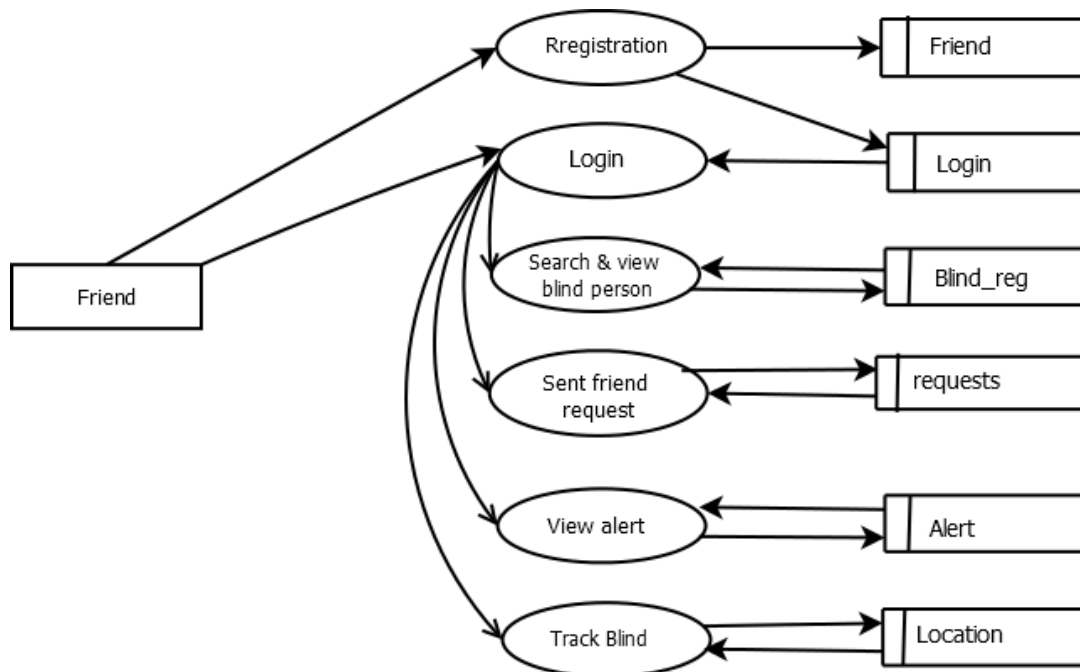 Rregistration
Friend
Login
Login
Friend
Search & view
blind person
Blind_reg
Sent friend
request
requests
View alert
Alert
Track Blind
Location